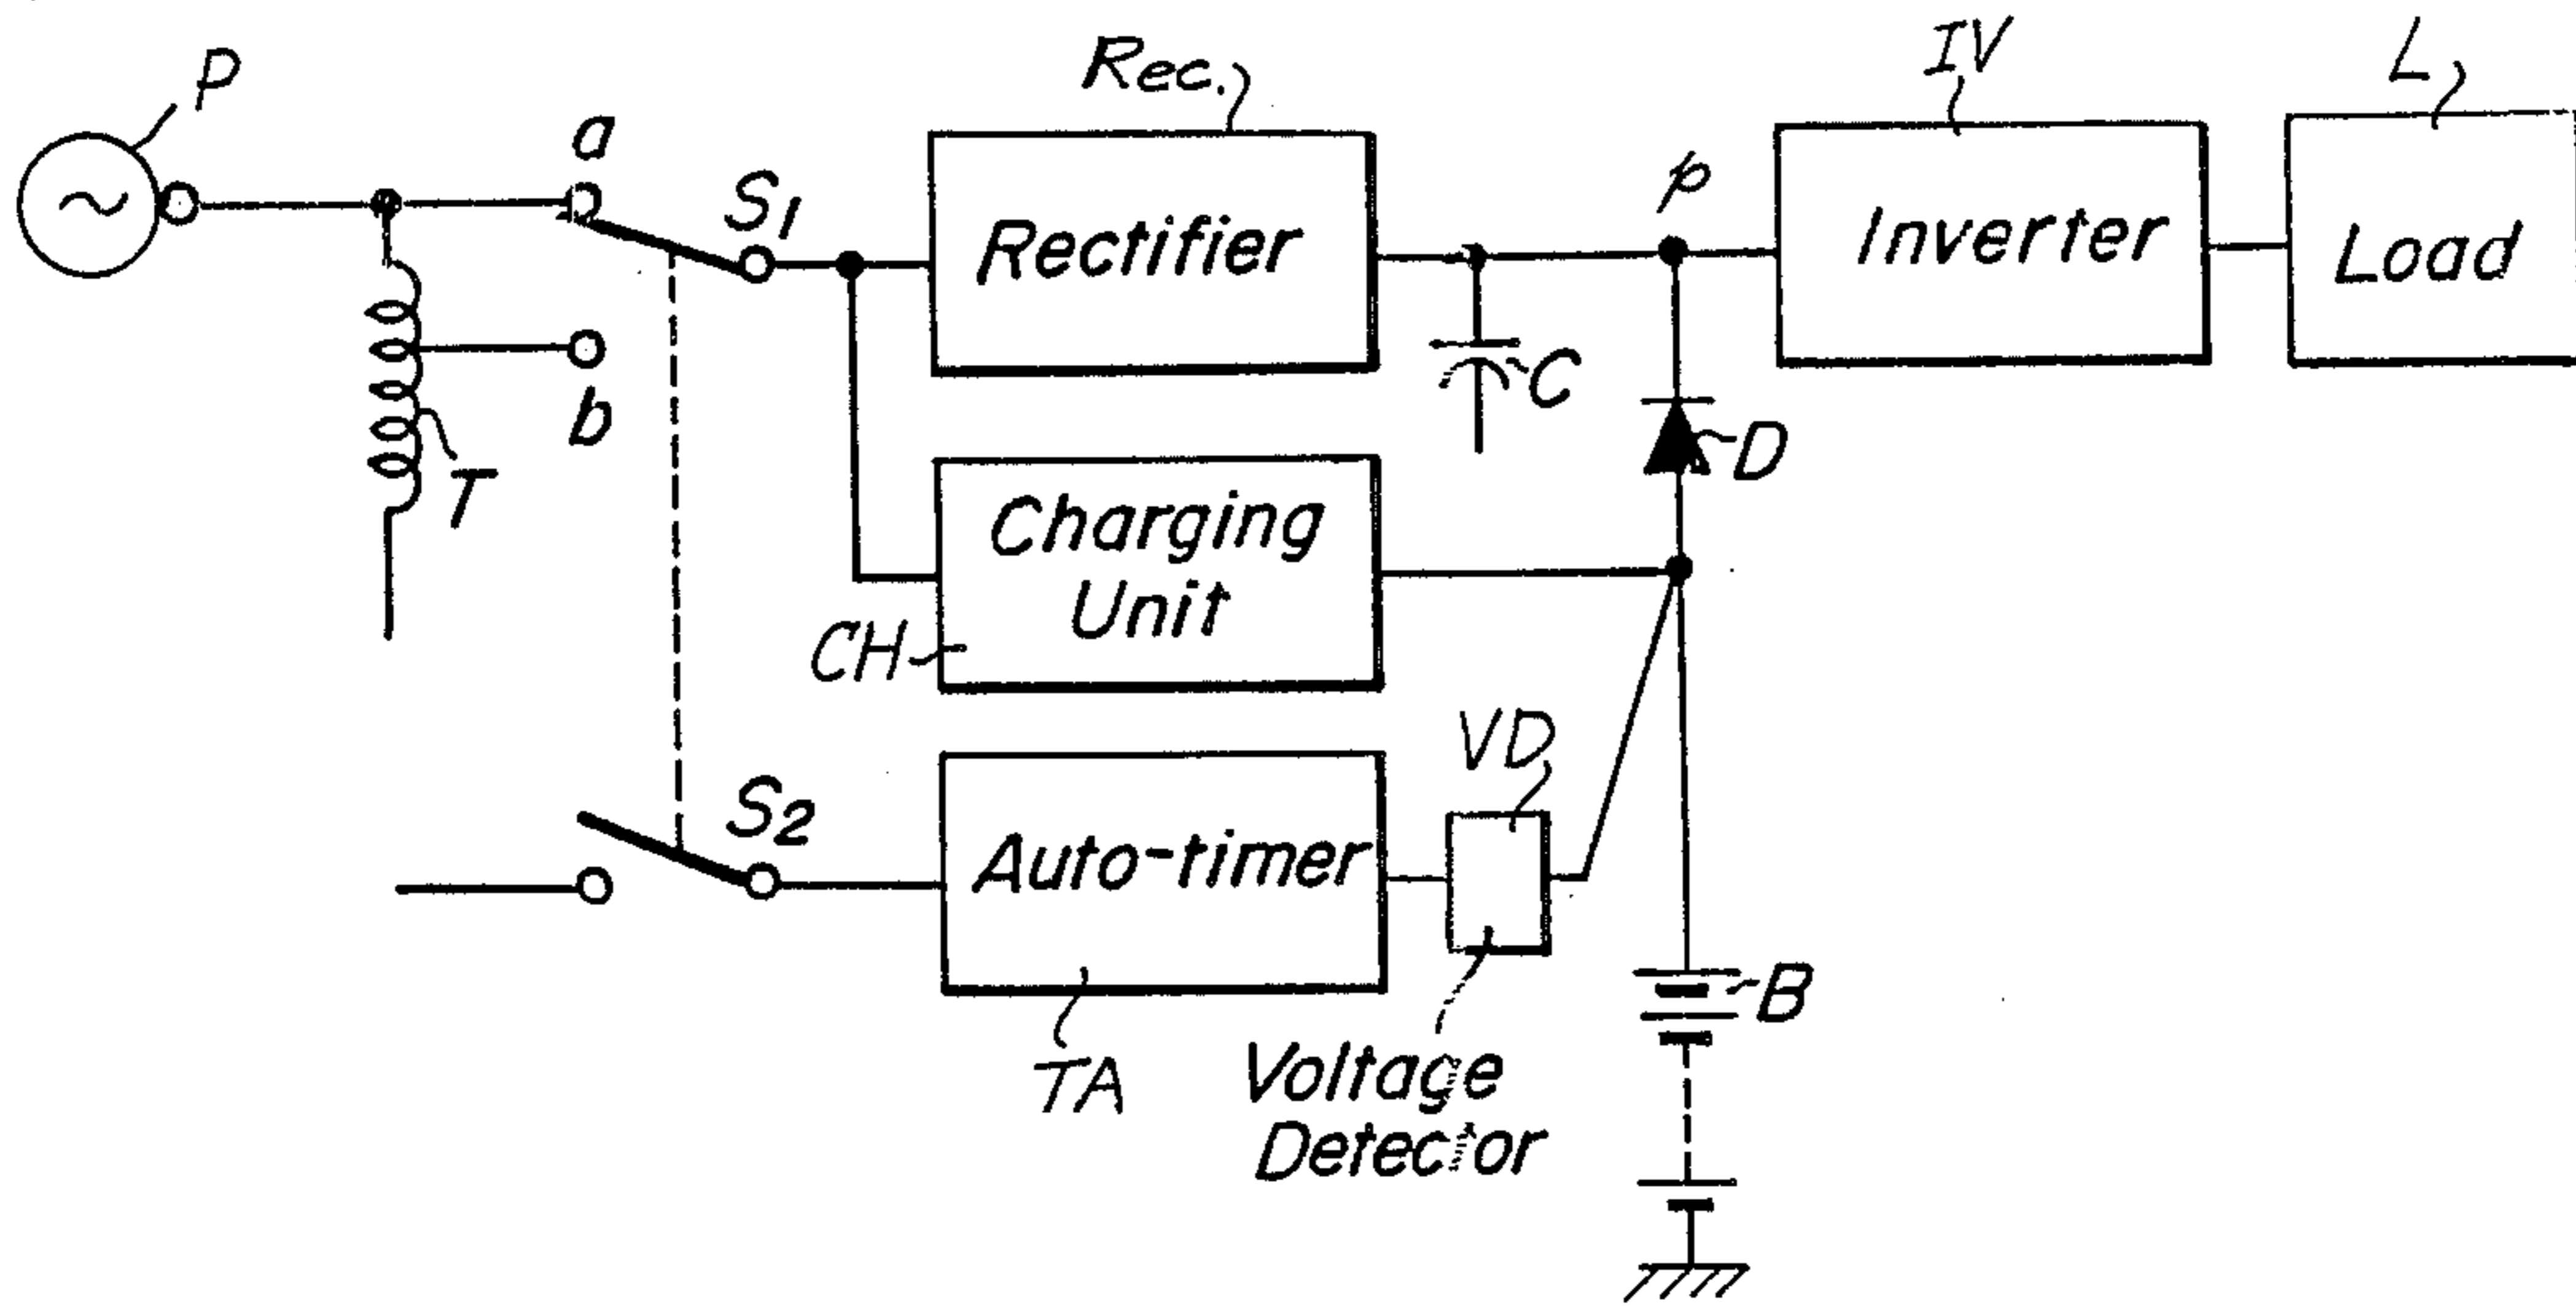 P
a
S1
Rec.
Rectifier
p
IV
Inverter
L
Load
b
T
C
D
Charging
Unit
CH
S2
Auto-timer
TA
VD
Voltage
Detector
B